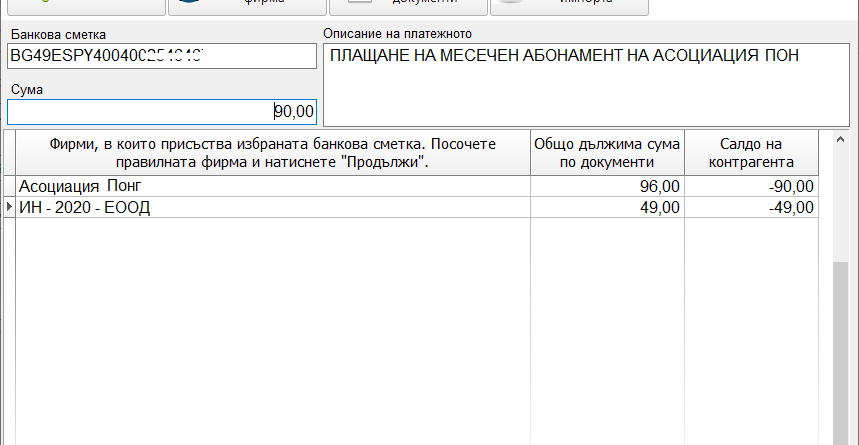 фирма
документи
импорта
Банкова сметка
Описание на платежното
ПЛАЩАНЕ НА МЕСЕЧЕН АБОНАМЕНТ НА АСОЦИАЦИЯ ПОН
Сума
90,00
Фирми, в които присъства избраната банкова сметка. Посочете
правилната фирма и натиснете "Продължи".
Общо дължима сума
по документи
Салдо на
контрагента
Асоциация Понг 96,00 -90,00
ИН - 2020 - ЕООД 49,00 -49,00